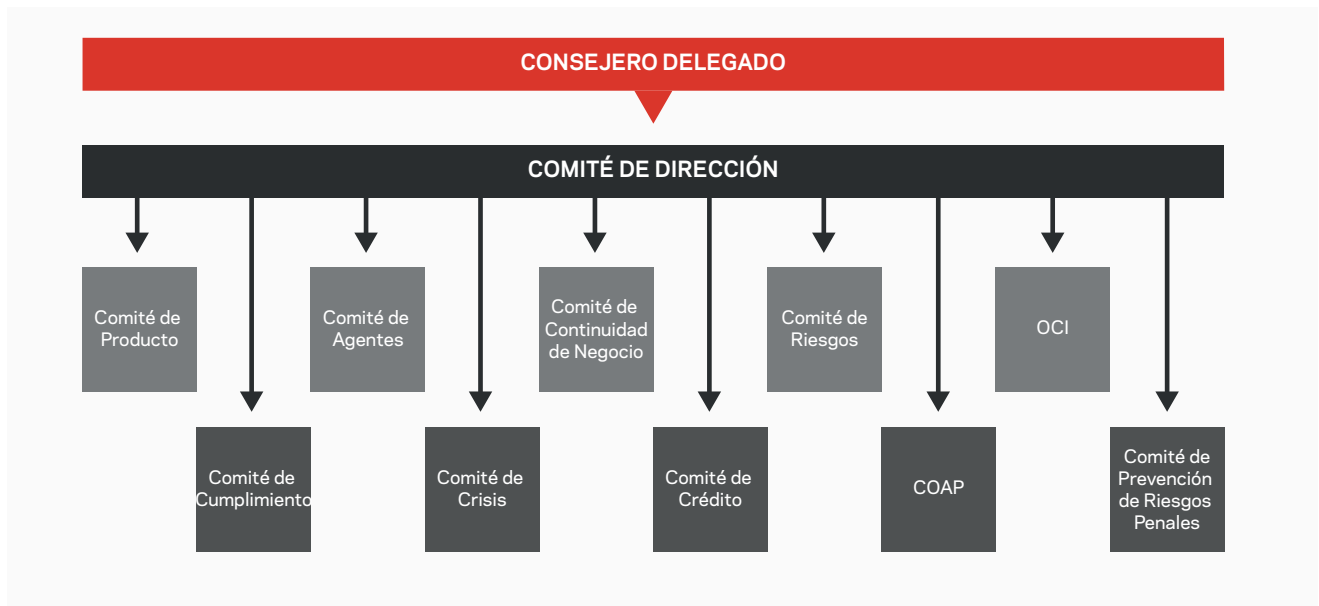 CONSEJERO DELEGADO
COMITÉ DE DIRECCIÓN
Comité de
Producto
Comité de
Agentes
Comité de
Continuidad
de Negocio
Comité de
Riesgos
OCI
Comité de
Cumplimiento
Comité de
Crisis
Comité de
Crédito
COAP
Comité de
Prevención
de Riesgos
Penales